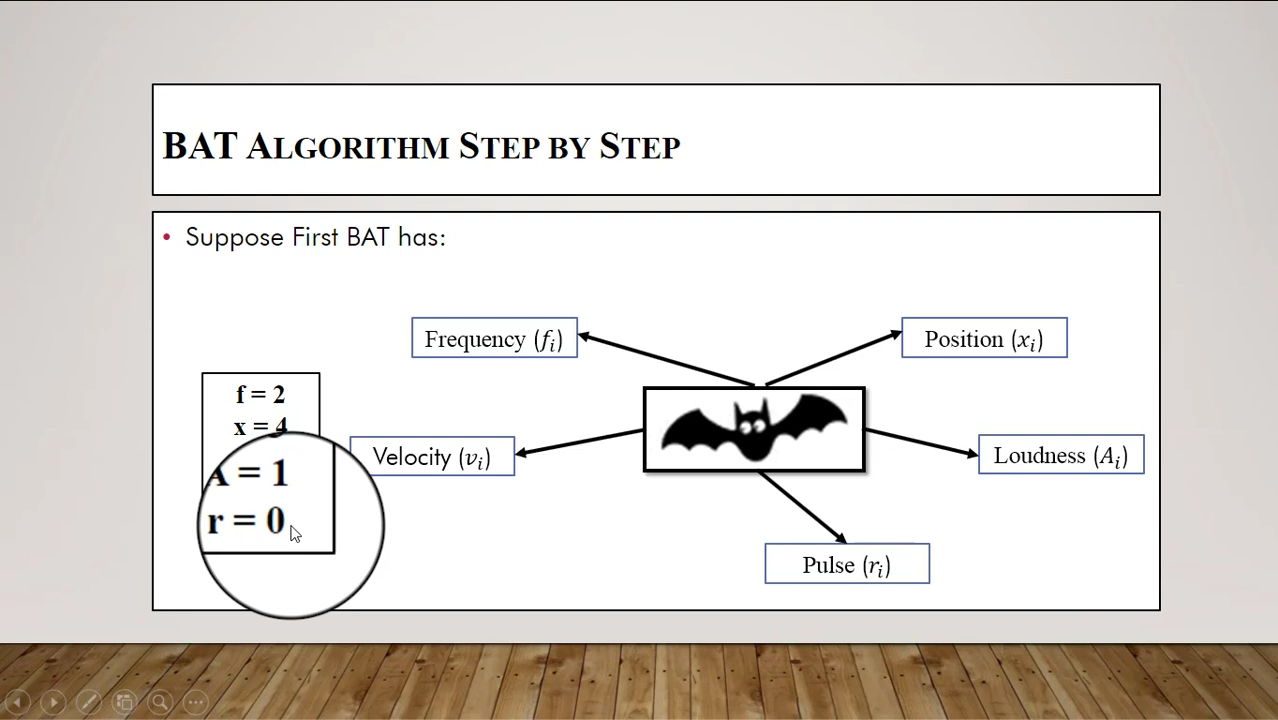 BAT ALGORITHM STEP BY STEP
• Suppose First BAT has:
Frequency (fᵢ)
Position (xᵢ)
f = 2
x = 4
A = 1
r = 0
Velocity (vᵢ)
Loudness (Aᵢ)
Pulse (rᵢ)